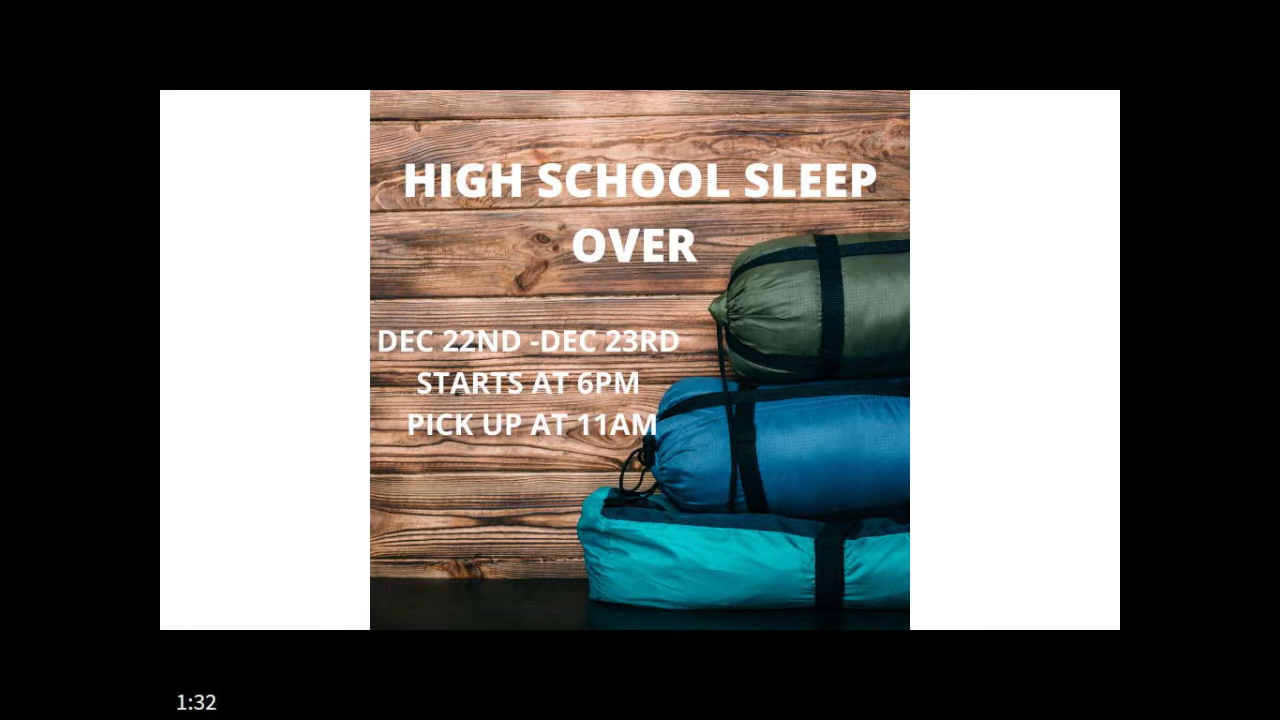 HIGH SCHOOL SLEEP
OVER
DEC 22ND -DEC 23RD
STARTS AT 6PM
PICK UP AT 11AM
1:32